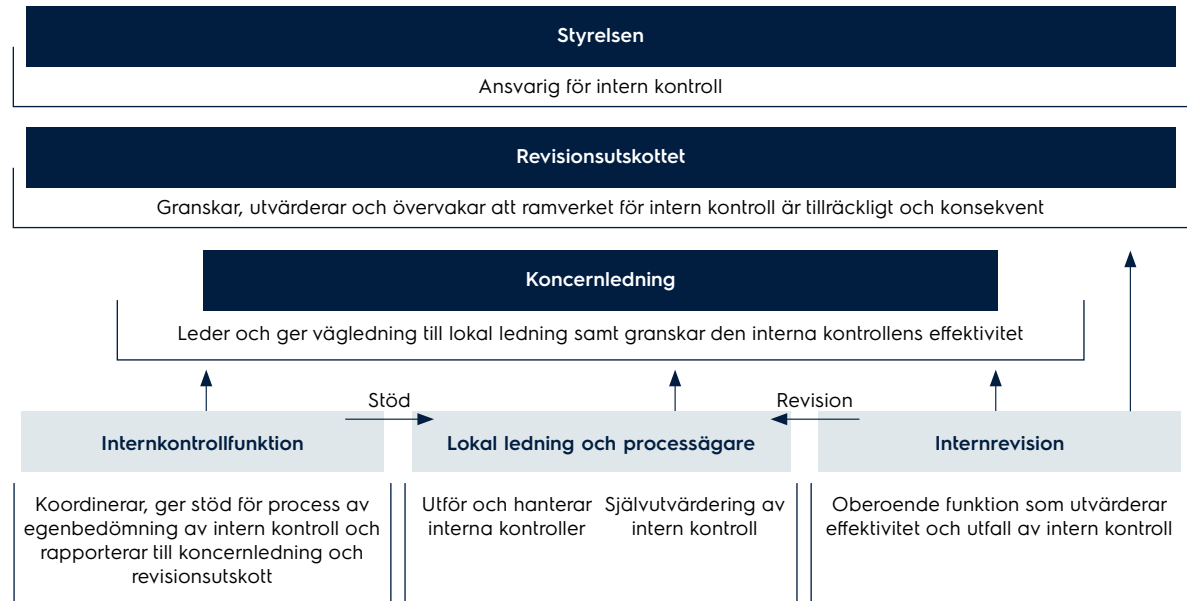 Styrelsen
Ansvarig för intern kontroll
Revisionsutskottet
Granskar, utvärderar och övervakar att ramverket för intern kontroll är tillräckligt och konsekvent
Koncernledning
Leder och ger vägledning till lokal ledning samt granskar den interna kontrollens effektivitet
Stöd
Revision
Internkontrollfunktion
Koordinerar, ger stöd för process av
egenbedömning av intern kontroll och
rapporterar till koncernledning och
revisionsutskott
Lokal ledning och processägare
Utför och hanterar
interna kontroller
Självutvärdering av
intern kontroll
Internrevision
Oberoende funktion som utvärderar
effektivitet och utfall av intern kontroll